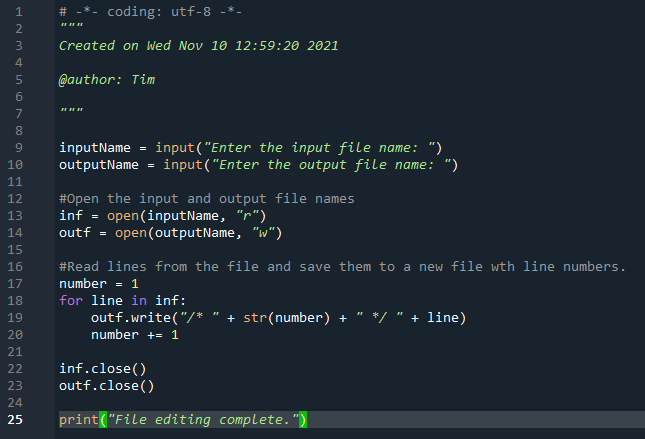 1 # -*- coding: utf-8 -*-
2 """
3 Created on Wed Nov 10 12:59:20 2021
4
5 @author: Tim
6
7 """
8
9 inputName = input("Enter the input file name: ")
10 outputName = input("Enter the output file name: ")
11
12 #Open the input and output file names
13 inf = open(inputName, "r")
14 outf = open(outputName, "w")
15
16 #Read lines from the file and save them to a new file wth line numbers.
17 number = 1
18 for line in inf:
19     outf.write("/* " + str(number) + " */ " + line)
20     number += 1
21
22 inf.close()
23 outf.close()
24
25 print("File editing complete.")